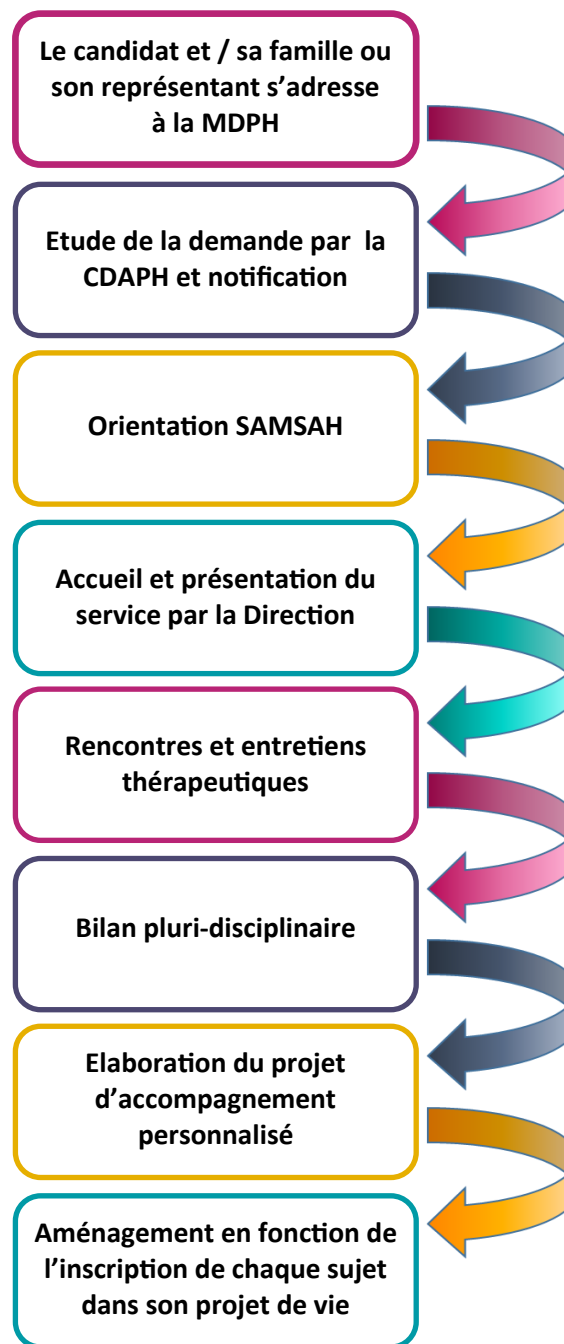 Le candidat et / sa famille ou
son représentant s’adresse
à la MDPH
Etude de la demande par la
CDAPH et notification
Orientation SAMSAH
Accueil et présentation du
service par la Direction
Rencontres et entretiens
thérapeutiques
Bilan pluri-disciplinaire
Elaboration du projet
d’accompagnement
personnalisé
Aménagement en fonction de
l’inscription de chaque sujet
dans son projet de vie